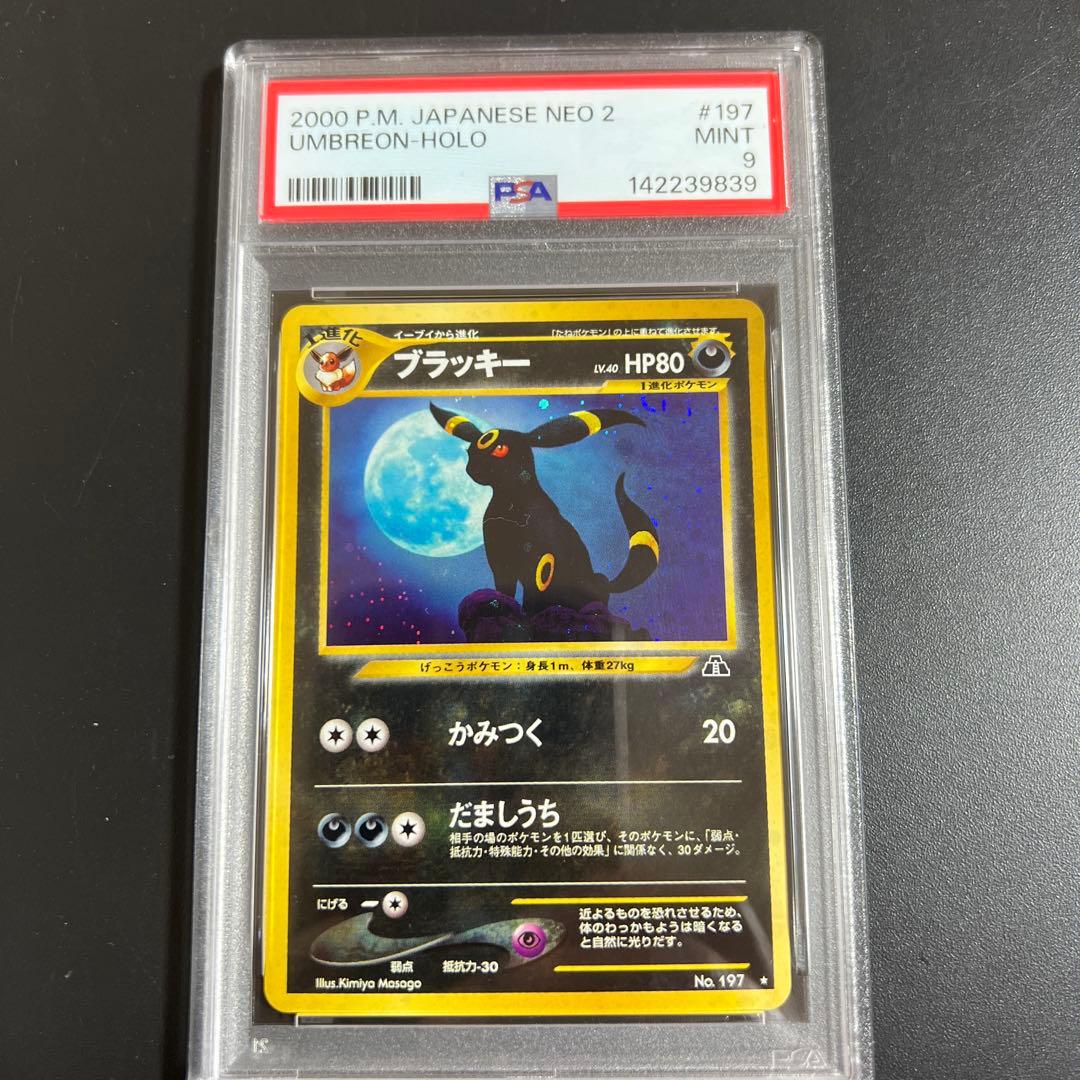 2000 P.M. JAPANESE NEO 2 #197
UMBREON-HOLO MINT
9
PSA 142239839
1進化 イーブイから進化 「たねポケモン」の上に重ねて進化させます。
ブラッキー LV.40 HP80
1進化ポケモン
げっこうポケモン：身長1m、体重27kg
かみつく 20
だましうち
相手の場のポケモンを1匹選び、そのポケモンに、「弱点・
抵抗力・特殊能力・その他の効果」に関係なく、30ダメージ。
にげる
近よるものを恐れさせるため、
体のわっかもようは暗くなる
と自然に光りだす。
弱点 抵抗力-30
Illus.Kimiya Masago No. 197 ★
PSA